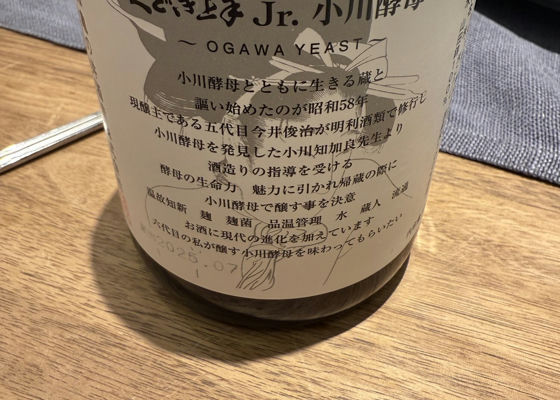 くどき上手 Jr. 小川酵母
～ OGAWA YEAST ～
小川酵母とともに生きる蔵と
謳い始めたのが昭和58年
現醸主である五代目今井俊治が明利酒類で修行し
小川酵母を発見した小川知加良先生より
酒造りの指導を受ける
酵母の生命力 魅力に引かれ帰蔵の際に
小川酵母で醸す事を決意
温故知新 麹 麹菌 品温管理 水 蔵人 流通
お酒に現代の進化を加えています
六代目の私が醸す小川酵母を味わってもらいたい
2025.07